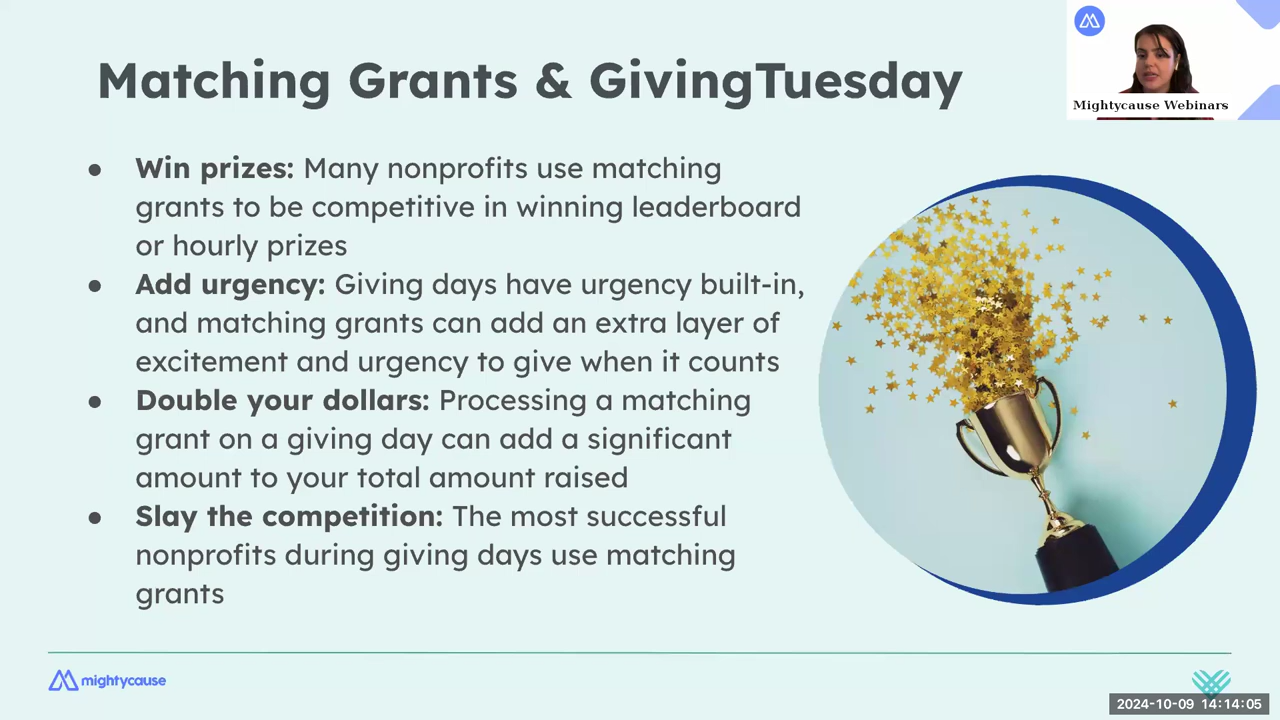 Matching Grants & GivingTuesday
Mightycause Webinars
● Win prizes: Many nonprofits use matching
grants to be competitive in winning leaderboard
or hourly prizes
● Add urgency: Giving days have urgency built-in,
and matching grants can add an extra layer of
excitement and urgency to give when it counts
● Double your dollars: Processing a matching
grant on a giving day can add a significant
amount to your total amount raised
● Slay the competition: The most successful
nonprofits during giving days use matching
grants
mightycause
2024-10-09 14:14:05